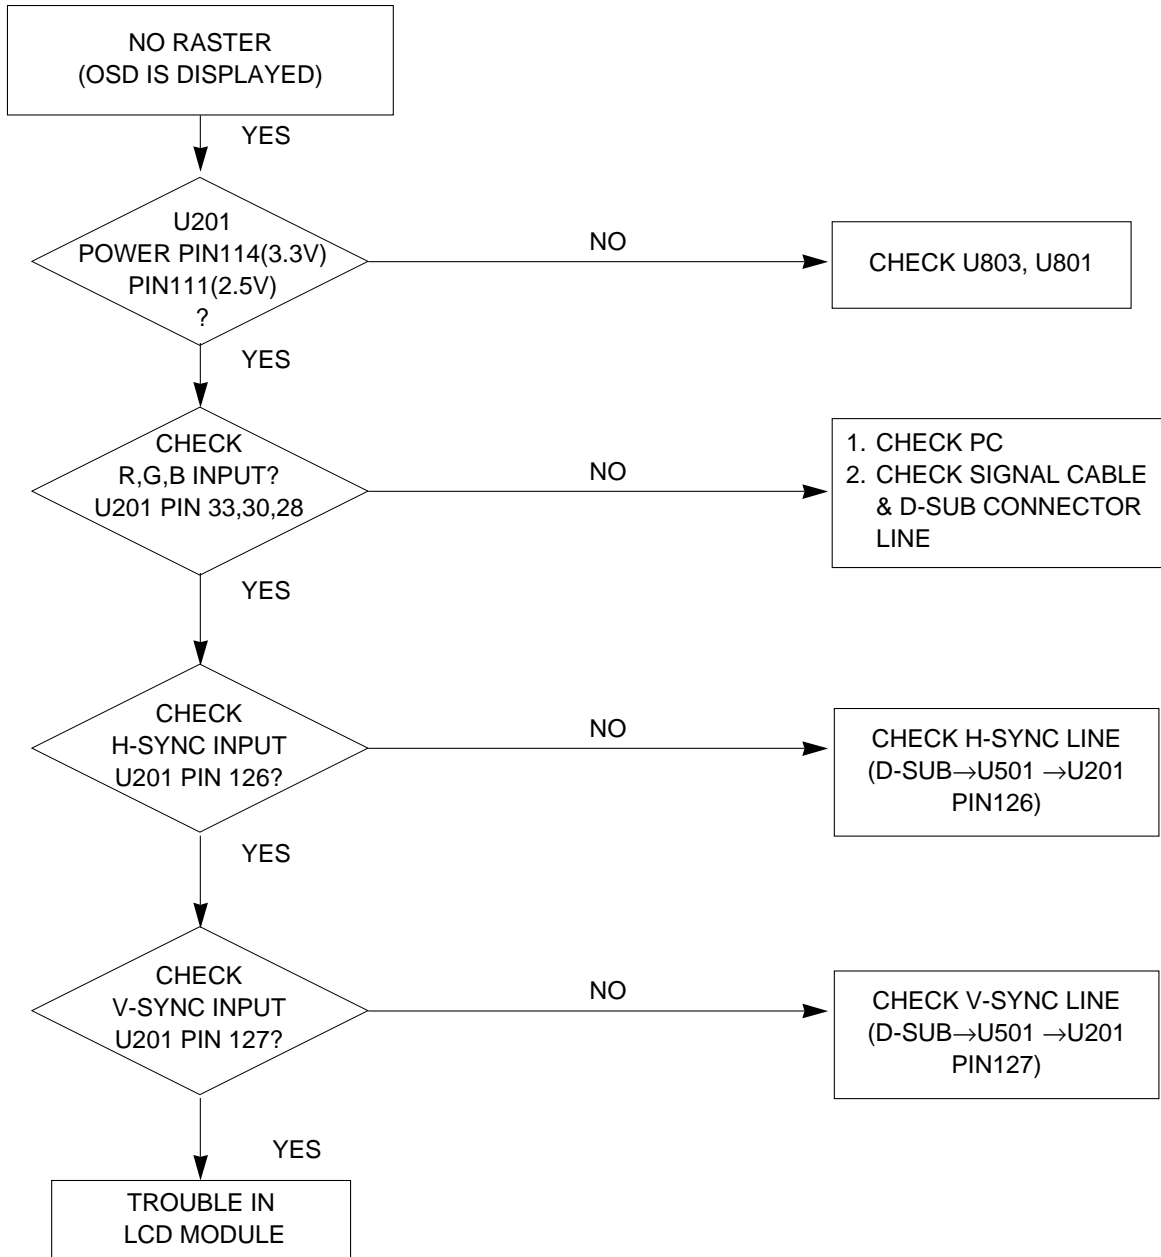 NO RASTER
(OSD IS DISPLAYED)
YES
U201
POWER PIN114(3.3V)
PIN111(2.5V)
?
NO
CHECK U803, U801
YES
CHECK
R,G,B INPUT?
U201 PIN 33,30,28
NO
1. CHECK PC
2. CHECK SIGNAL CABLE
& D-SUB CONNECTOR
LINE
YES
CHECK
H-SYNC INPUT
U201 PIN 126?
NO
CHECK H-SYNC LINE
(D-SUB→U501 →U201
PIN126)
YES
CHECK
V-SYNC INPUT
U201 PIN 127?
NO
CHECK V-SYNC LINE
(D-SUB→U501 →U201
PIN127)
YES
TROUBLE IN
LCD MODULE